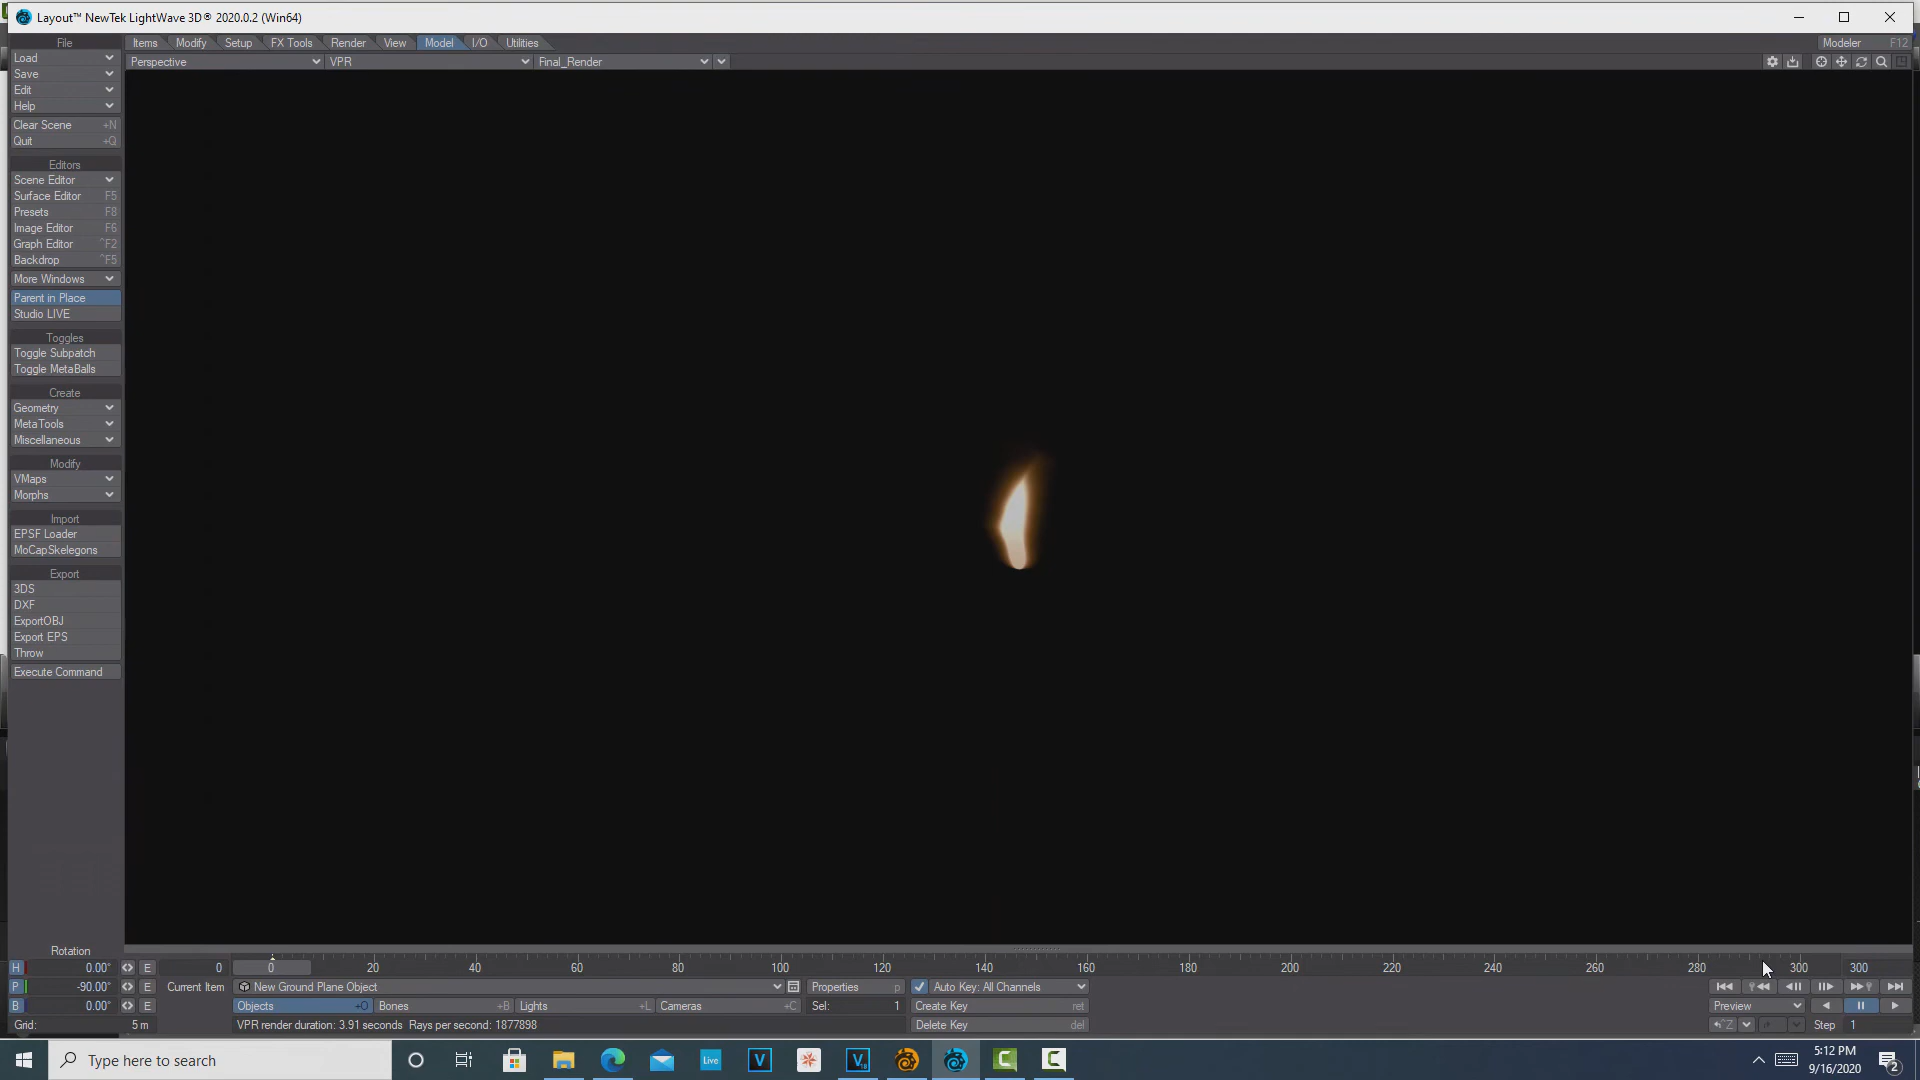 Layout™ NewTek LightWave 3D® 2020.0.2 (Win64)
File Items Modify Setup FX Tools Render View Model I/O Utilities Modeler F12
Load Perspective VPR Final_Render
Save
Edit
Help
Clear Scene +N
Quit +Q
Editors
Scene Editor
Surface Editor F5
Presets F8
Image Editor F6
Graph Editor ^F2
Backdrop ^F5
More Windows
Parent in Place
Studio LIVE
Toggles
Toggle Subpatch
Toggle MetaBalls
Create
Geometry
MetaTools
Miscellaneous
Modify
VMaps
Morphs
Import
EPSF Loader
MoCapSkelegons
Export
3DS
DXF
ExportOBJ
Export EPS
Throw
Execute Command
Rotation
H 0.00° E 0 0 20 40 60 80 100 120 140 160 180 200 220 240 260 280 300 300
P -90.00° E Current Item New Ground Plane Object Properties p Auto Key: All Channels
B 0.00° E Objects +O Bones +B Lights +L Cameras +C Sel: 1 Create Key ret Preview
Grid: 5 m VPR render duration: 3.91 seconds Rays per second: 1877898 Delete Key del ^Z Step 1
Type here to search Live V V 5:12 PM
9/16/2020 2